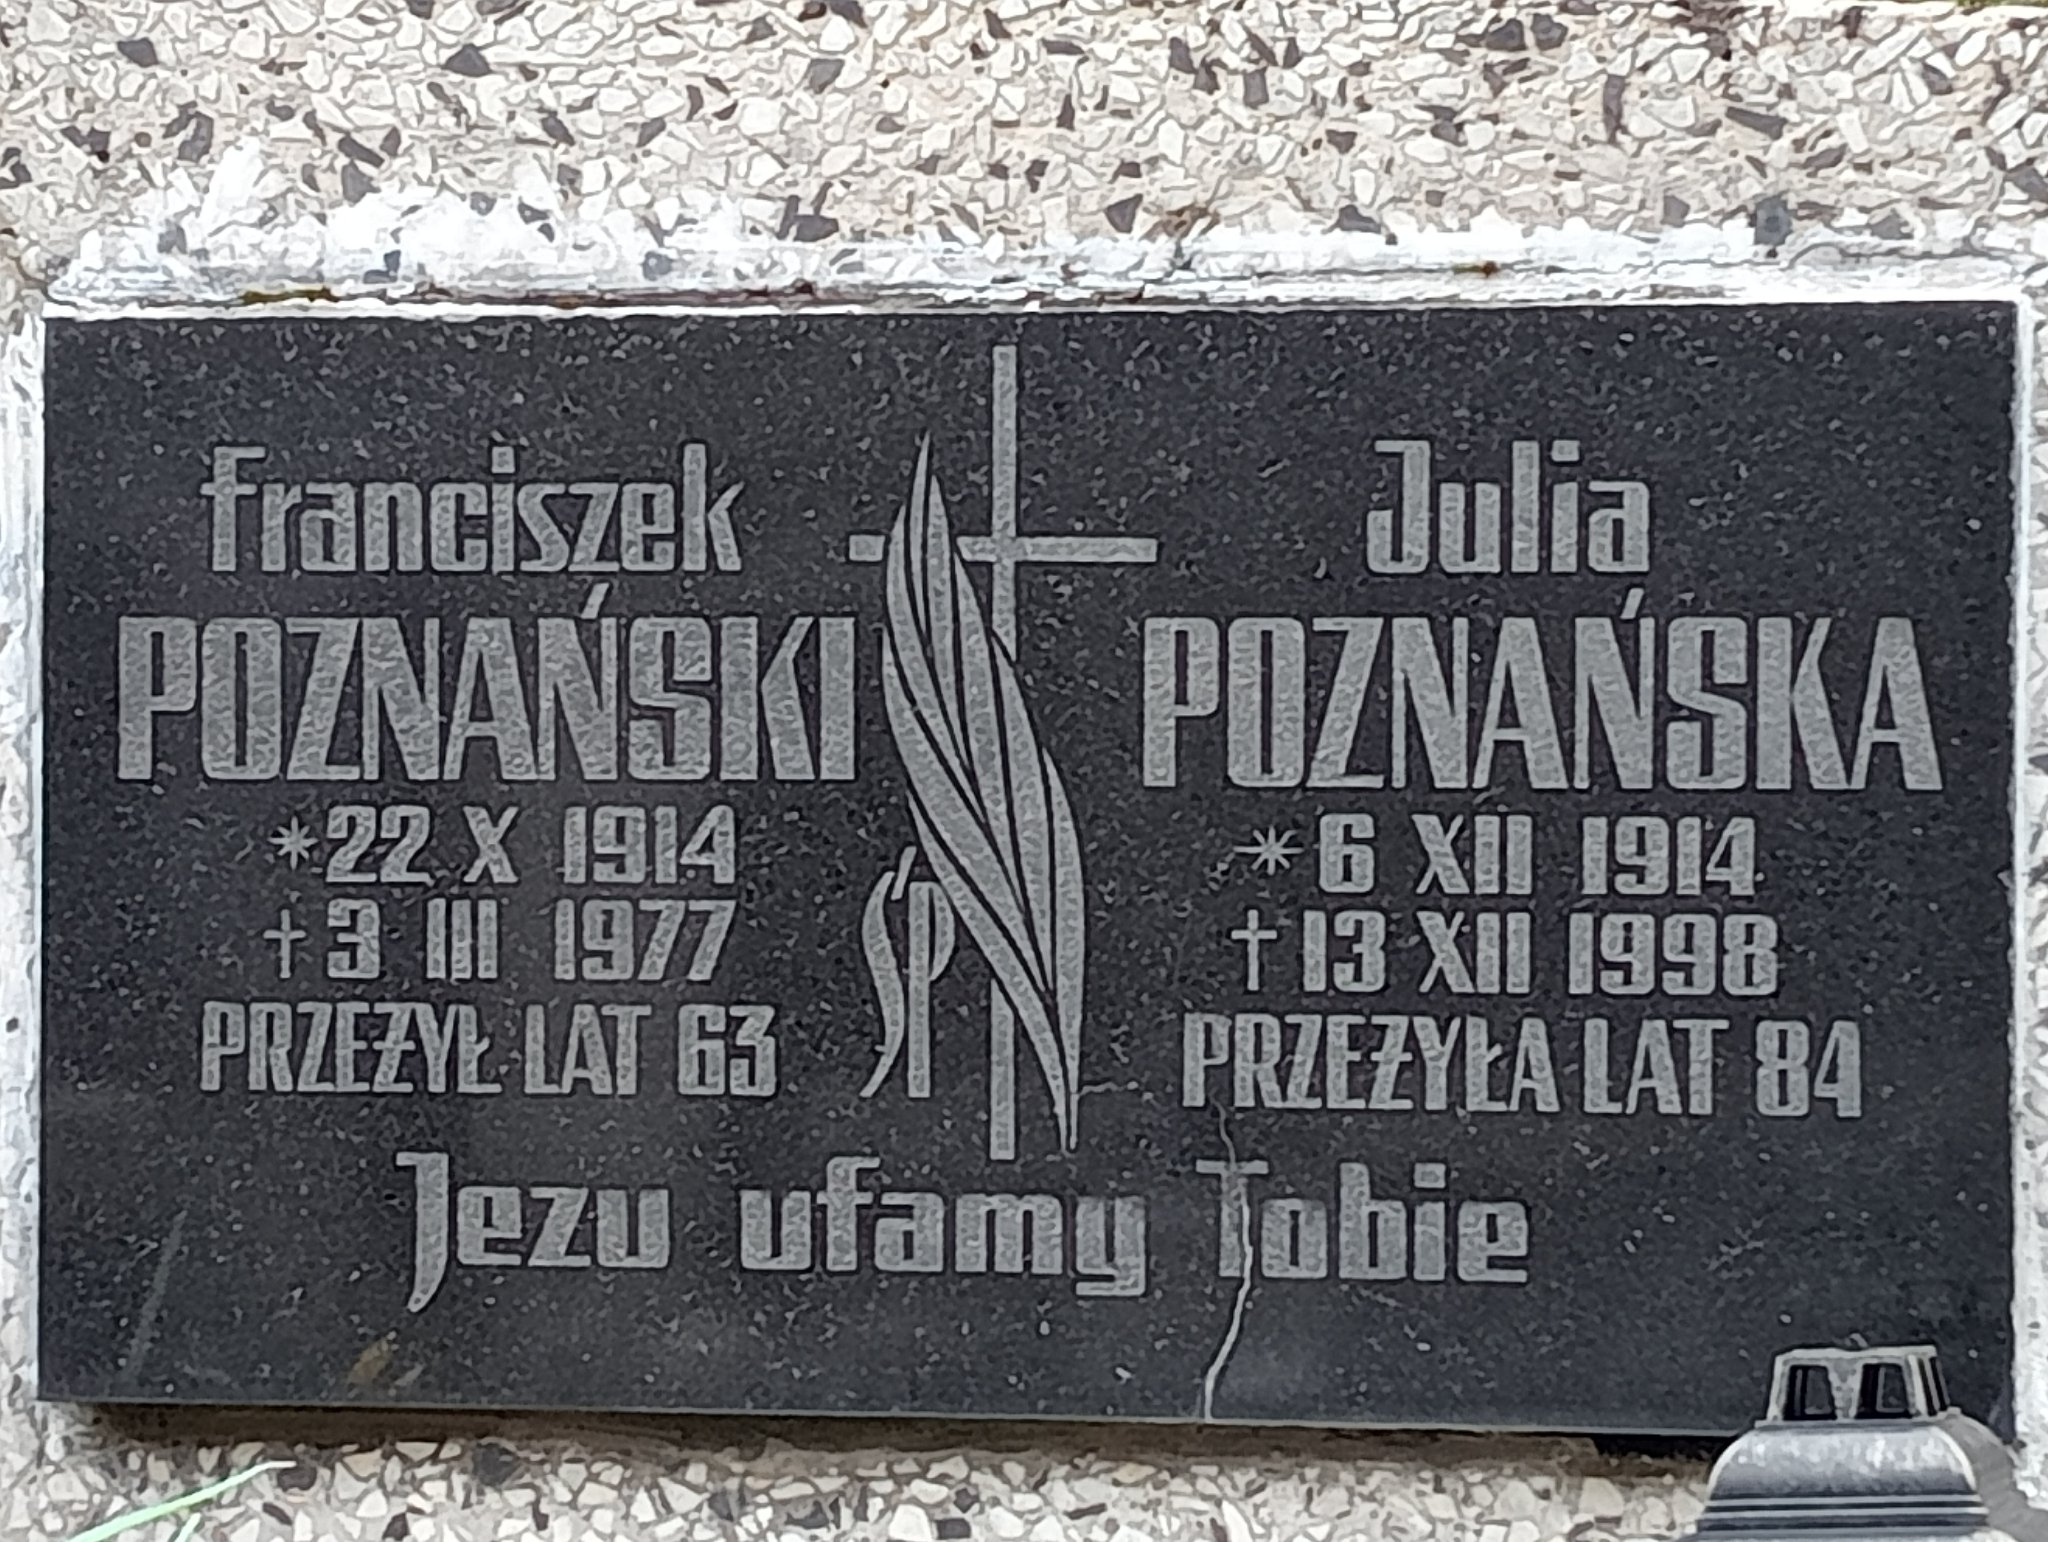 Franciszek
POZNAŃSKI
*22 X 1914
†3 III 1977
PRZEŻYŁ LAT 63
Julia
POZNAŃSKA
*6 XII 1914
†13 XII 1998
PRZEŻYŁA LAT 84
ŚP
Jezu ufamy Tobie